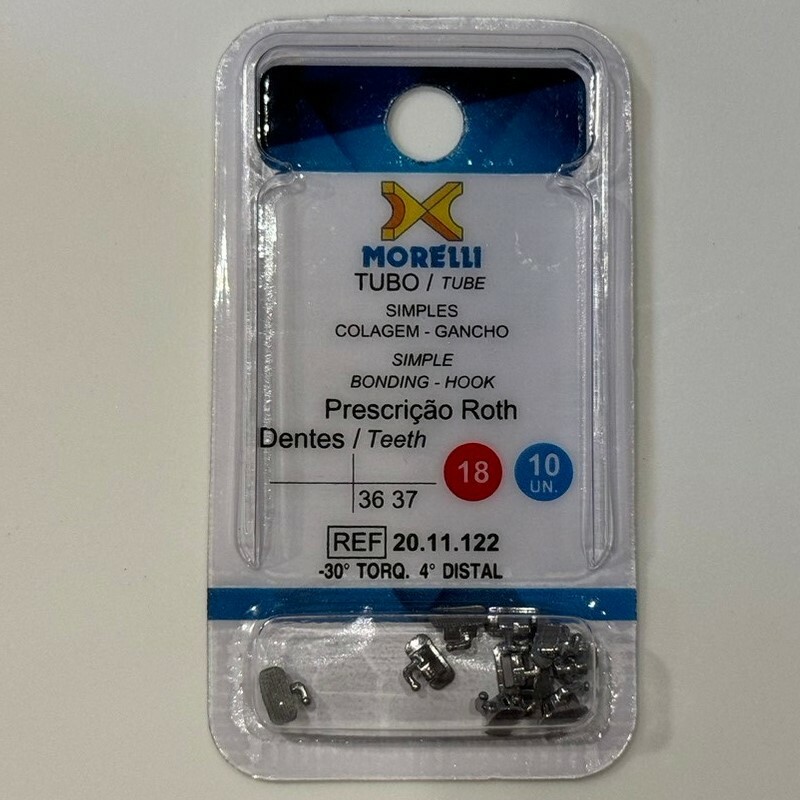 MORELLI
TUBO / TUBE
SIMPLES
COLAGEM - GANCHO
SIMPLE
BONDING - HOOK
Prescrição Roth
Dentes / Teeth
18
10
UN.
36 37
REF 20.11.122
-30° TORQ. 4° DISTAL